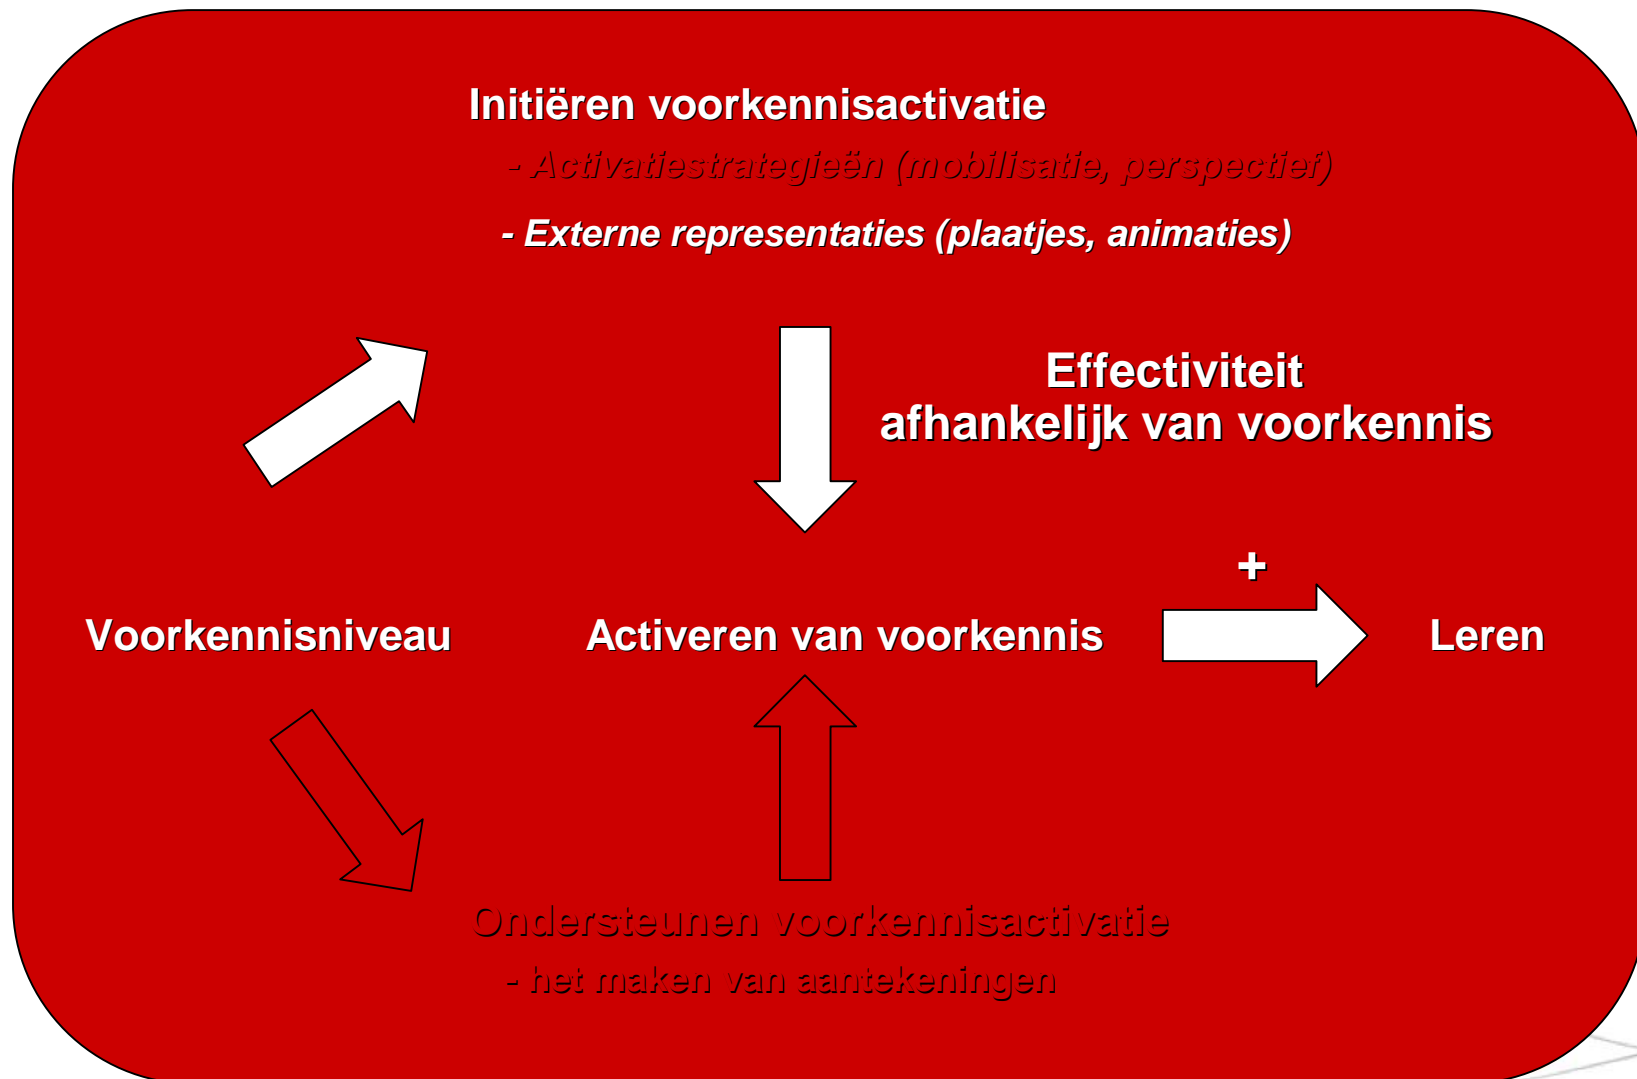 Initiëren voorkennisactivatie
- Activatiestrategieën (mobilisatie, perspectief)
- Externe representaties (plaatjes, animaties)
Effectiviteit
afhankelijk van voorkennis
+
Voorkennisniveau
Activeren van voorkennis
Leren
Ondersteunen voorkennisactivatie
- het maken van aantekeningen